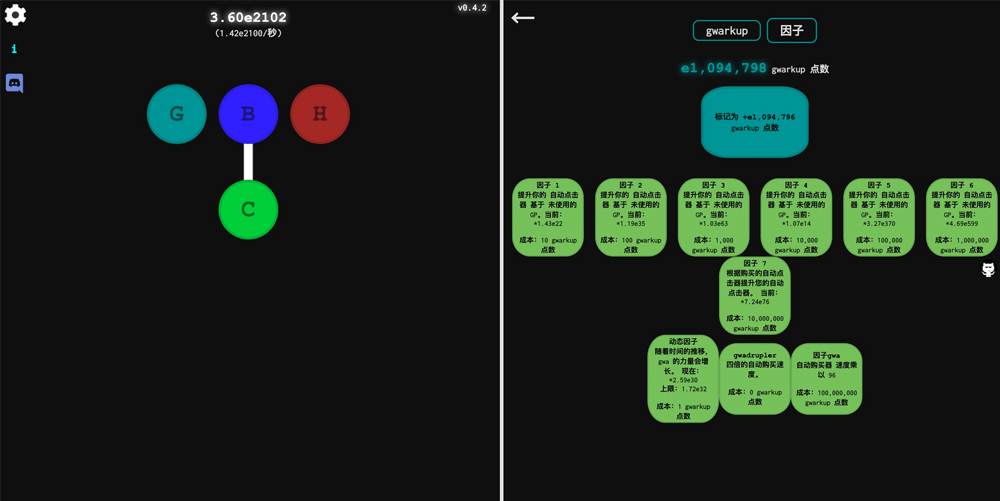 3.60e2102
(1.42e2100/秒)
v0.4.2
i
G
B
H
C
gwarkup
因子
e1,094,798 gwarkup 点数
标记为 +e1,094,796
gwarkup 点数
因子 1
提升你的 自动点击
器 基于 未使用的
GP。当前:
*1.43e22
成本: 10 gwarkup
点数
因子 2
提升你的 自动点击
器 基于 未使用的
GP。当前:
*1.19e35
成本: 100 gwarkup
点数
因子 3
提升你的 自动点击
器 基于 未使用的
GP。当前:
*1.03e63
成本: 1,000
gwarkup 点数
因子 4
提升你的 自动点击
器 基于 未使用的
GP。当前:
*1.07e14
成本: 10,000
gwarkup 点数
因子 5
提升你的 自动点击
器 基于 未使用的
GP。当前:
*3.27e370
成本: 100,000
gwarkup 点数
因子 6
提升你的 自动点击
器 基于 未使用的
GP。当前:
*4.69e599
成本: 1,000,000
gwarkup 点数
因子 7
根据购买的自动点
击器提升您的自动
点击器。 当前:
*7.24e76
成本: 10,000,000
gwarkup 点数
动态因子
随着时间的推移,
gwa 的力量会增
长。 现在:
*2.59e30
上限: 1.72e32
成本: 1 gwarkup
点数
gwadrupler
四倍的自动购买速
度。
成本: 0 gwarkup
点数
因子gwa
自动购买器 速度乘
以 96
成本: 100,000,000
gwarkup 点数